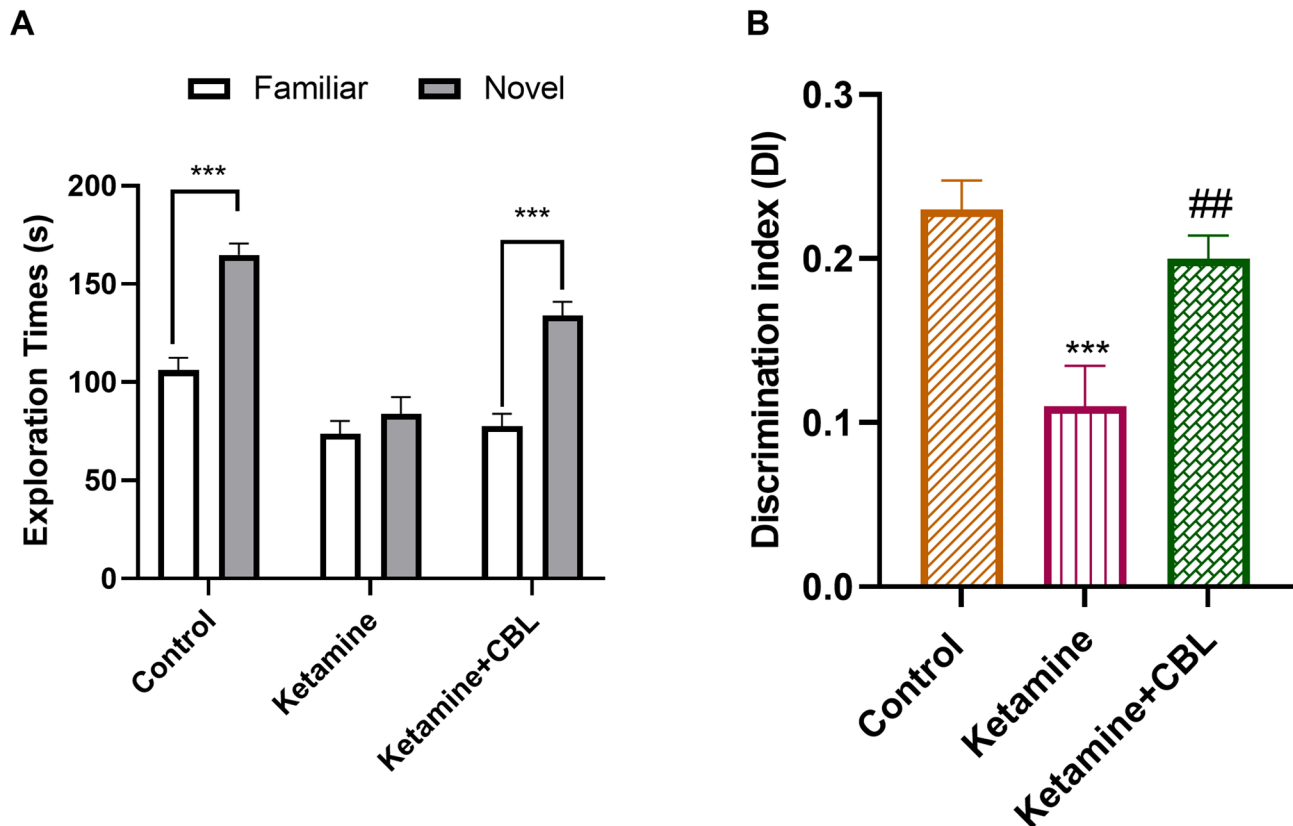 A
Familiar Novel
Exploration Times (s)
200
150
100
50
0
***
***
Control
Ketamine
Ketamine+CBL
B
Discrimination index (DI)
0.3
0.2
0.1
0.0
***
##
Control
Ketamine
Ketamine+CBL